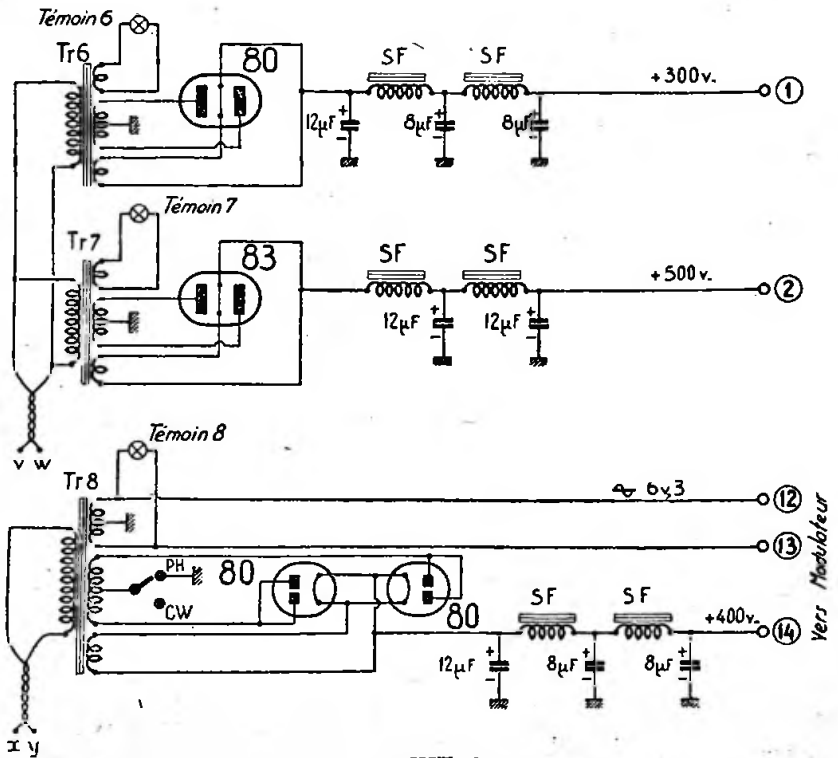 Témoin 6
Tr6
80
SF
SF
+300v.
1
12µF
+
-
8µF
+
-
8µF
+
-
Témoin 7
Tr7
83
SF
SF
+500v.
2
12µF
+
-
12µF
+
-
v w
Témoin 8
Tr8
6v,3
12
13
PH
CW
80
80
SF
SF
+400v.
14
12µF
+
-
8µF
+
-
8µF
+
-
Vers Modulateur
x y